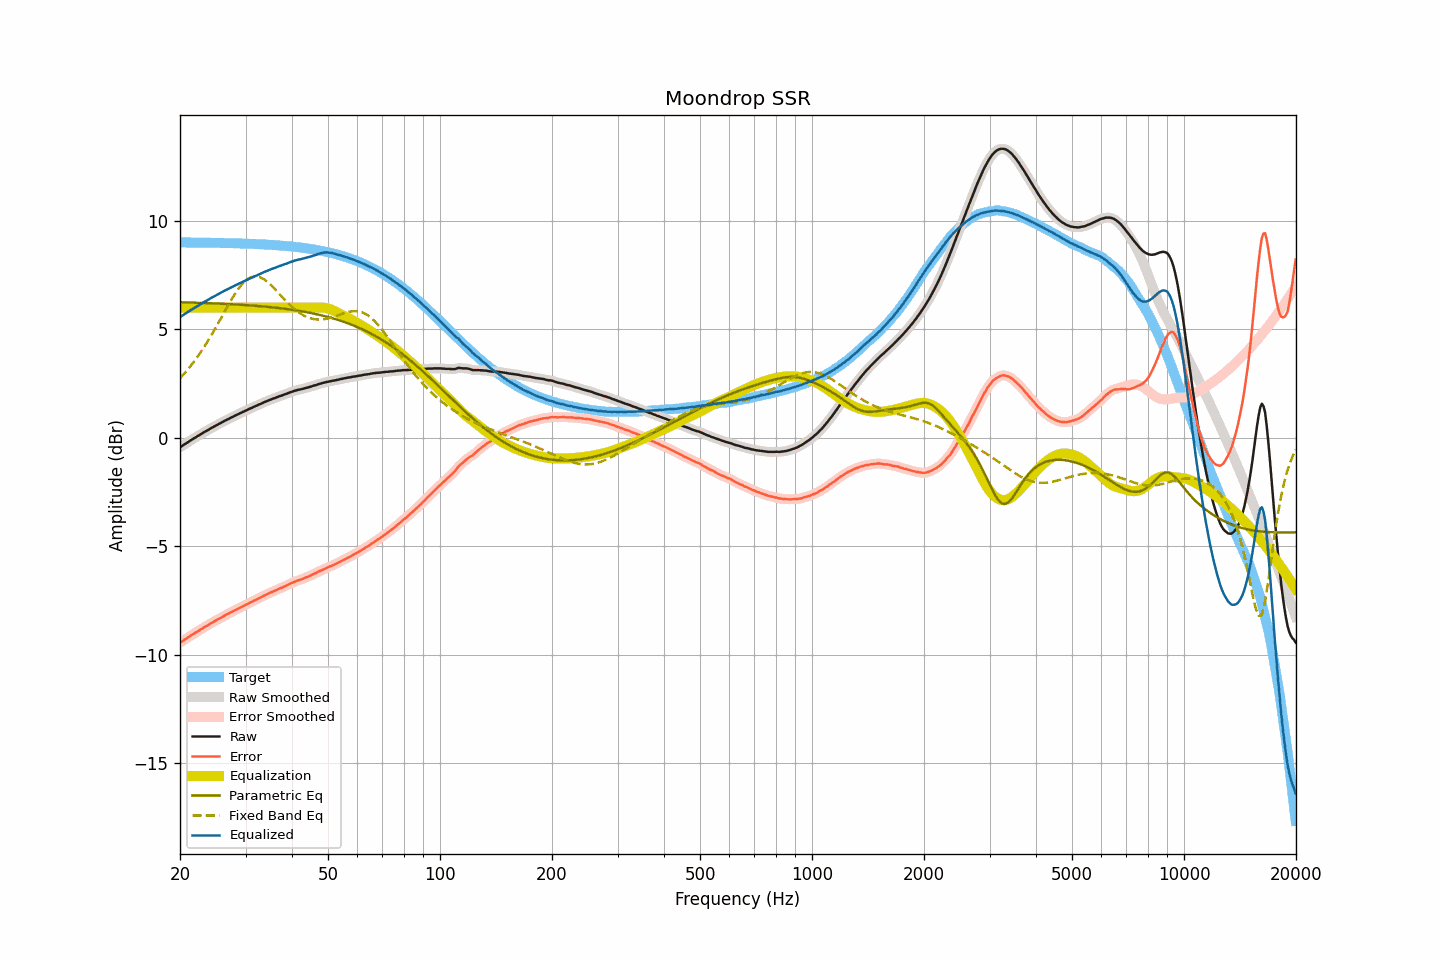 Moondrop SSR
10
5
0
−5
−10
−15
Amplitude (dBr)
Target
Raw Smoothed
Error Smoothed
Raw
Error
Equalization
Parametric Eq
Fixed Band Eq
Equalized
20 50 100 200 500 1000 2000 5000 10000 20000
Frequency (Hz)